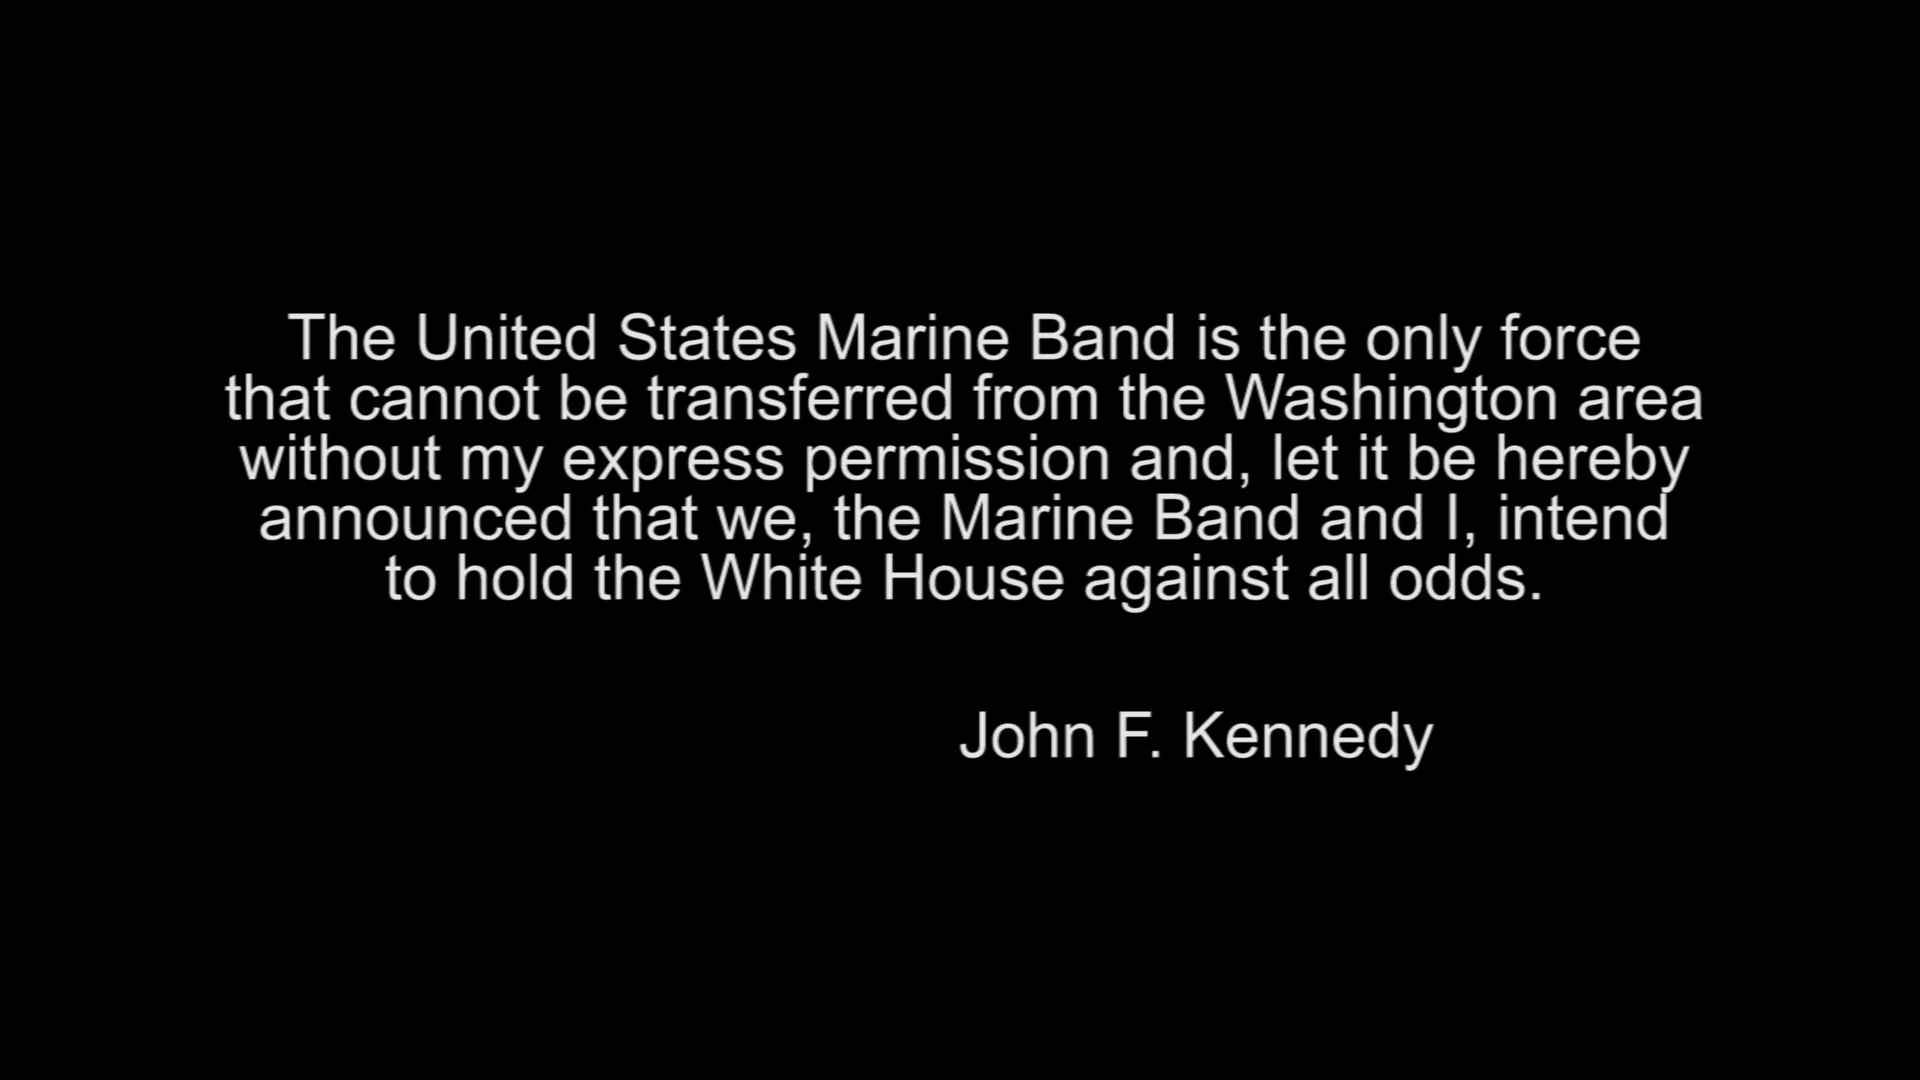 The United States Marine Band is the only force
that cannot be transferred from the Washington area
without my express permission and, let it be hereby
announced that we, the Marine Band and I, intend
to hold the White House against all odds.
John F. Kennedy